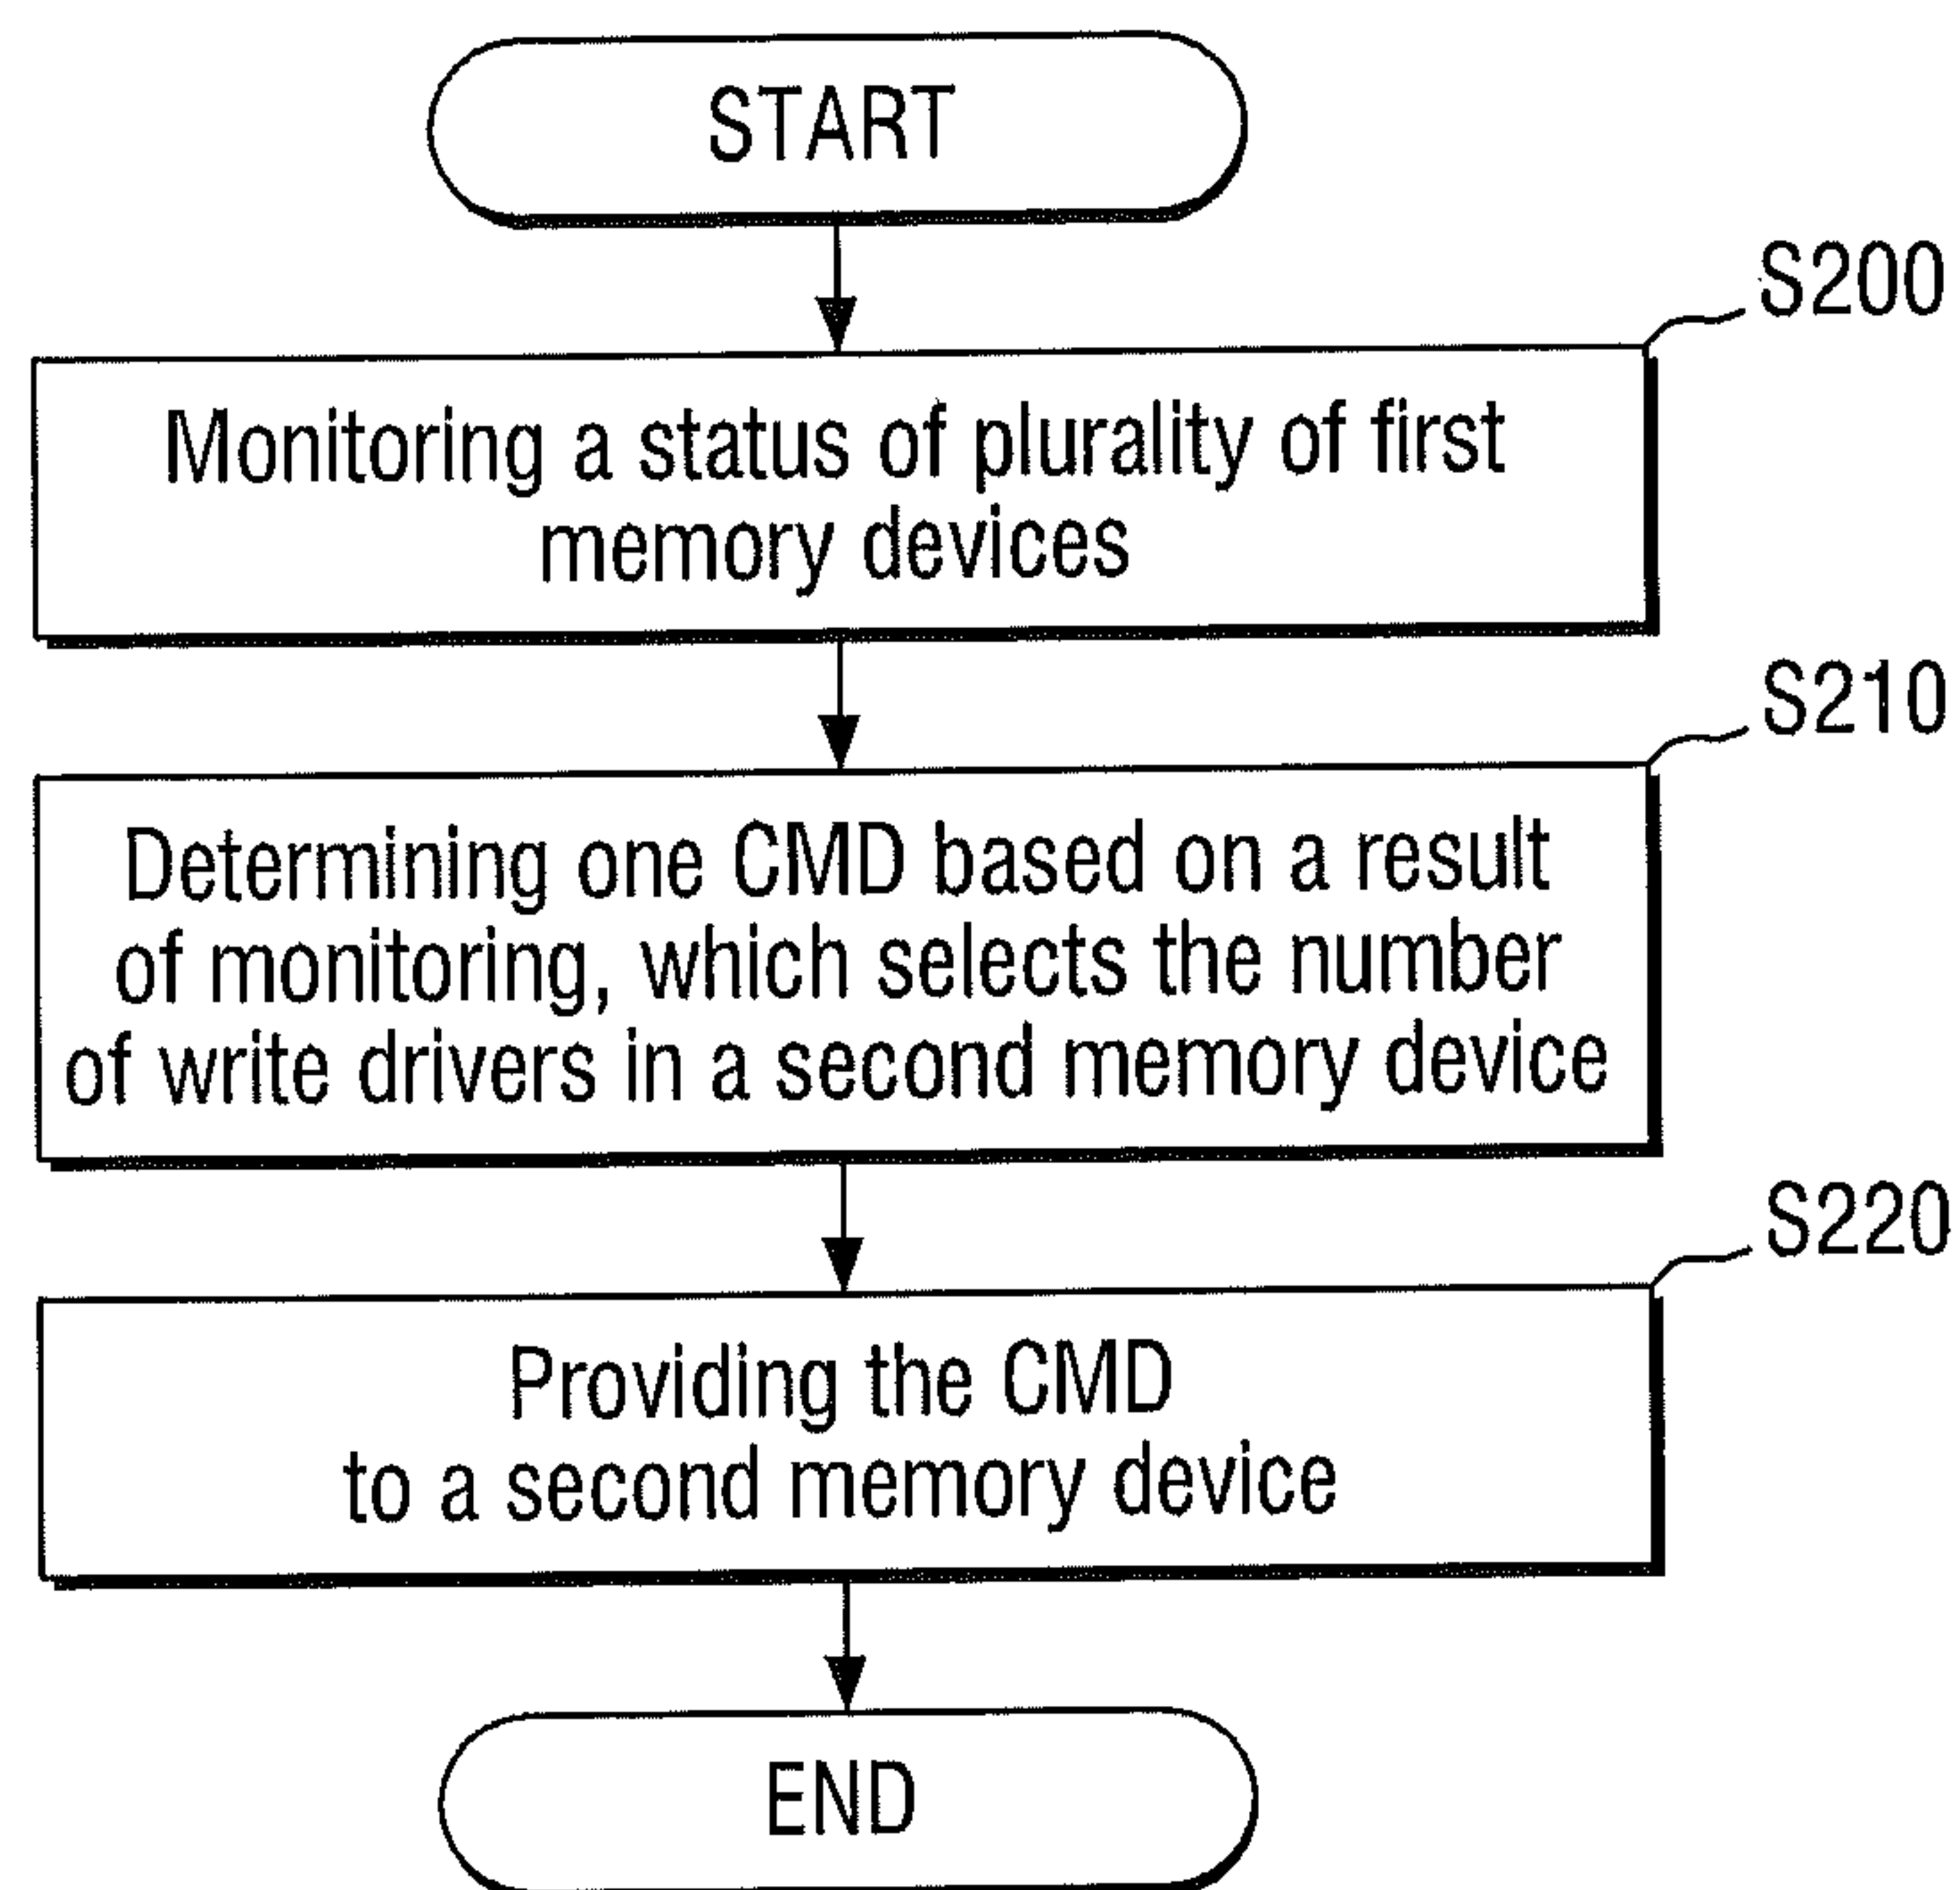 START
S200
Monitoring a status of plurality of first
memory devices
S210
Determining one CMD based on a result
of monitoring, which selects the number
of write drivers in a second memory device
S220
Providing the CMD
to a second memory device
END